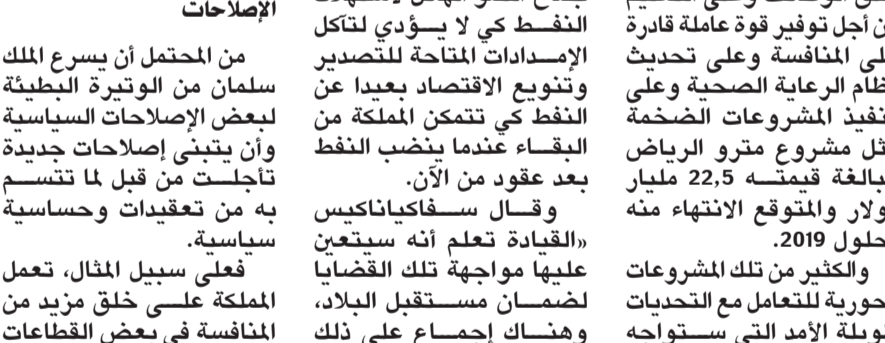 من أجل توفير قوة عاملة قادرة
على المنافسة وعلى تحديث
نظام الرعاية الصحية وعلى
تنفيذ المشروعات الضخمة
مثل مشروع مترو الرياض
البالغة قيمته 22,5 مليار
دولار والمتوقع الانتهاء منه
بحلول 2019.
والكثير من تلك المشروعات
محورية للتعامل مع التحديات
طويلة الأمد التي ستواجه
النفط كي لا يؤدي لتآكل
الإمدادات المتاحة للتصدير
وتنويع الاقتصاد بعيدا عن
النفط كي تتمكن المملكة من
البقاء عندما ينضب النفط
بعد عقود من الآن.
وقال سفاكياناكيس
«القيادة تعلم أنه سيتعين
عليها مواجهة تلك القضايا
لضمان مستقبل البلاد،
وهناك إجماع على ذلك
الإصلاحات
من المحتمل أن يسرع الملك
سلمان من الوتيرة البطيئة
لبعض الإصلاحات السياسية
وأن يتبنى إصلاحات جديدة
تأجلت من قبل لما تتسم
به من تعقيدات وحساسية
سياسية.
فعلى سبيل المثال، تعمل
المملكة على خلق مزيد من
المنافسة في بعض القطاعات